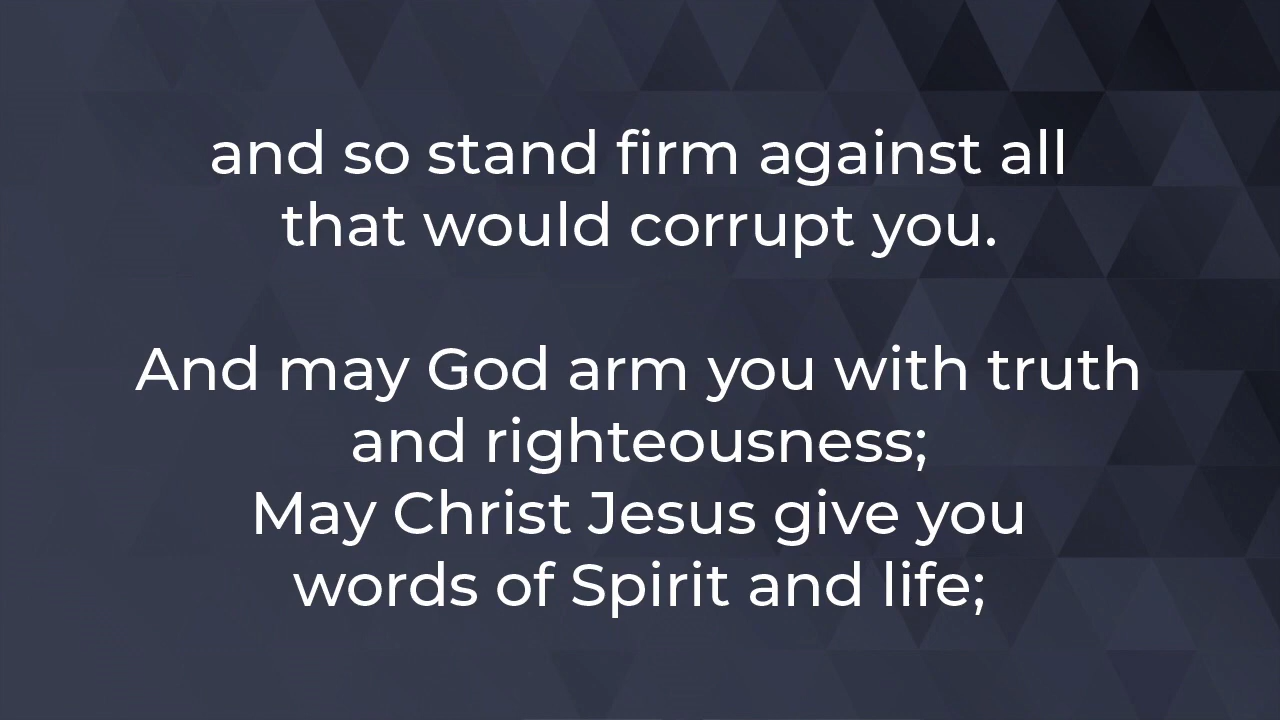 and so stand firm against all
that would corrupt you.
And may God arm you with truth
and righteousness;
May Christ Jesus give you
words of Spirit and life;